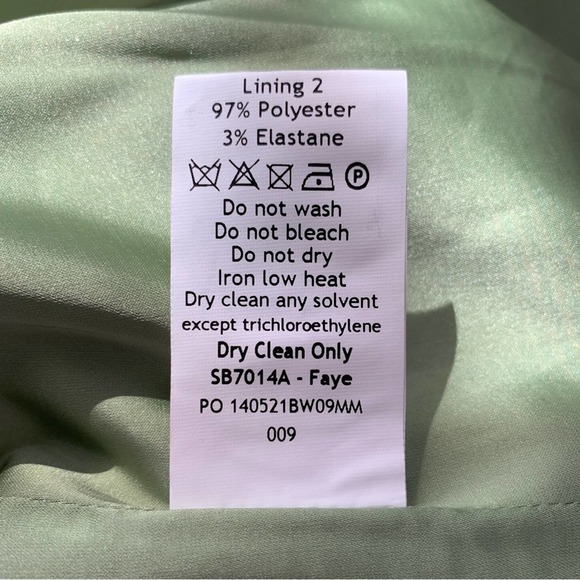 Lining 2
97% Polyester
3% Elastane
P
Do not wash
Do not bleach
Do not dry
Iron low heat
Dry clean any solvent
except trichloroethylene
Dry Clean Only
SB7014A - Faye
PO 140521BW09MM
009